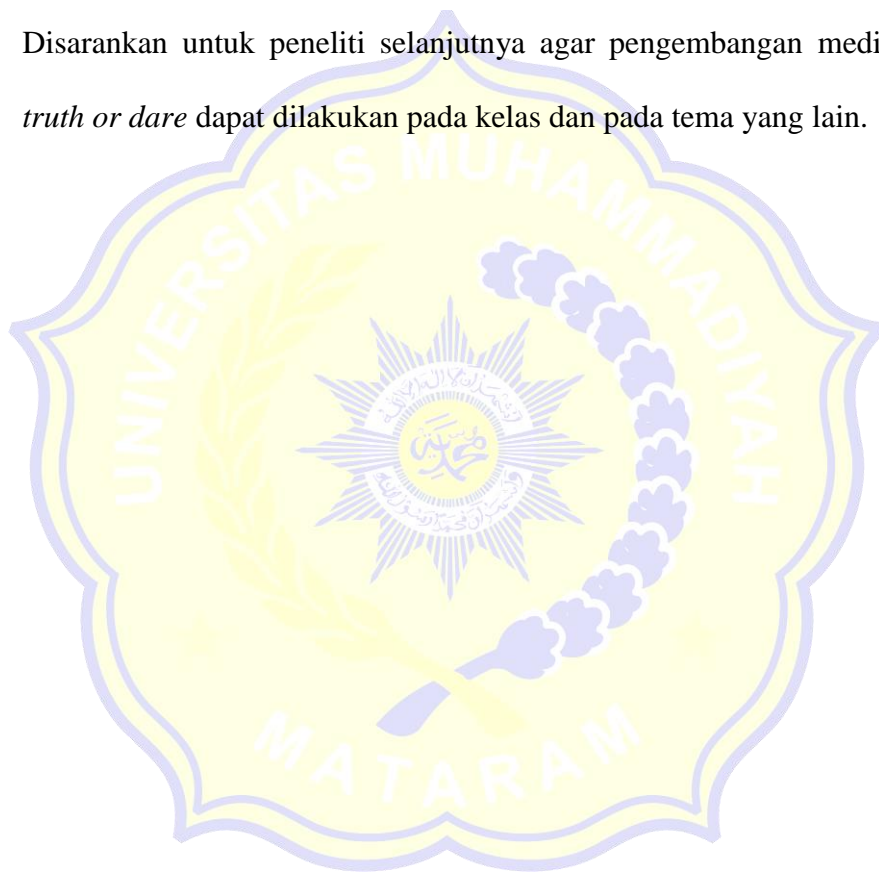 Disarankan untuk peneliti selanjutnya agar pengembangan medi
truth or dare dapat dilakukan pada kelas dan pada tema yang lain.
UNIVERSITAS MUHAMMADIYAH
MATARAM